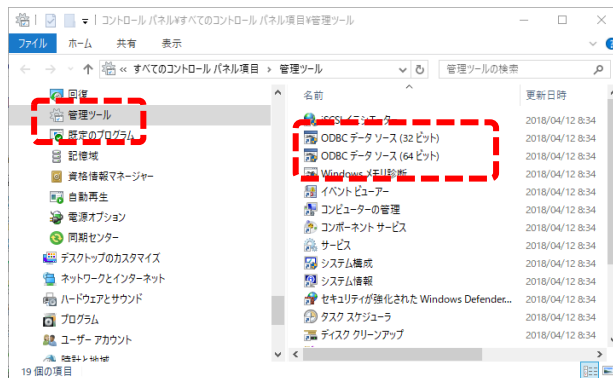 コントロール パネル¥すべてのコントロール パネル項目¥管理ツール
ファイル ホーム 共有 表示
« すべてのコントロール パネル項目 › 管理ツール 管理ツールの検索
回復
管理ツール
既定のプログラム
記憶域
資格情報マネージャー
自動再生
電源オプション
同期センター
デスクトップのカスタマイズ
ネットワークとインターネット
ハードウェアとサウンド
プログラム
ユーザー アカウント
時計と地域
名前 更新日時
iSCSI イニシエーター 2018/04/12 8:34
ODBC データ ソース (32 ビット) 2018/04/12 8:34
ODBC データ ソース (64 ビット) 2018/04/12 8:34
Windows メモリ診断 2018/04/12 8:34
イベント ビューアー 2018/04/12 8:34
コンピューターの管理 2018/04/12 8:34
コンポーネント サービス 2018/04/12 8:34
サービス 2018/04/12 8:34
システム構成 2018/04/12 8:34
システム情報 2018/04/12 8:34
セキュリティが強化された Windows Defender... 2018/04/12 8:34
タスク スケジューラ 2018/04/12 8:34
ディスク クリーンアップ 2018/04/12 8:34
19 個の項目